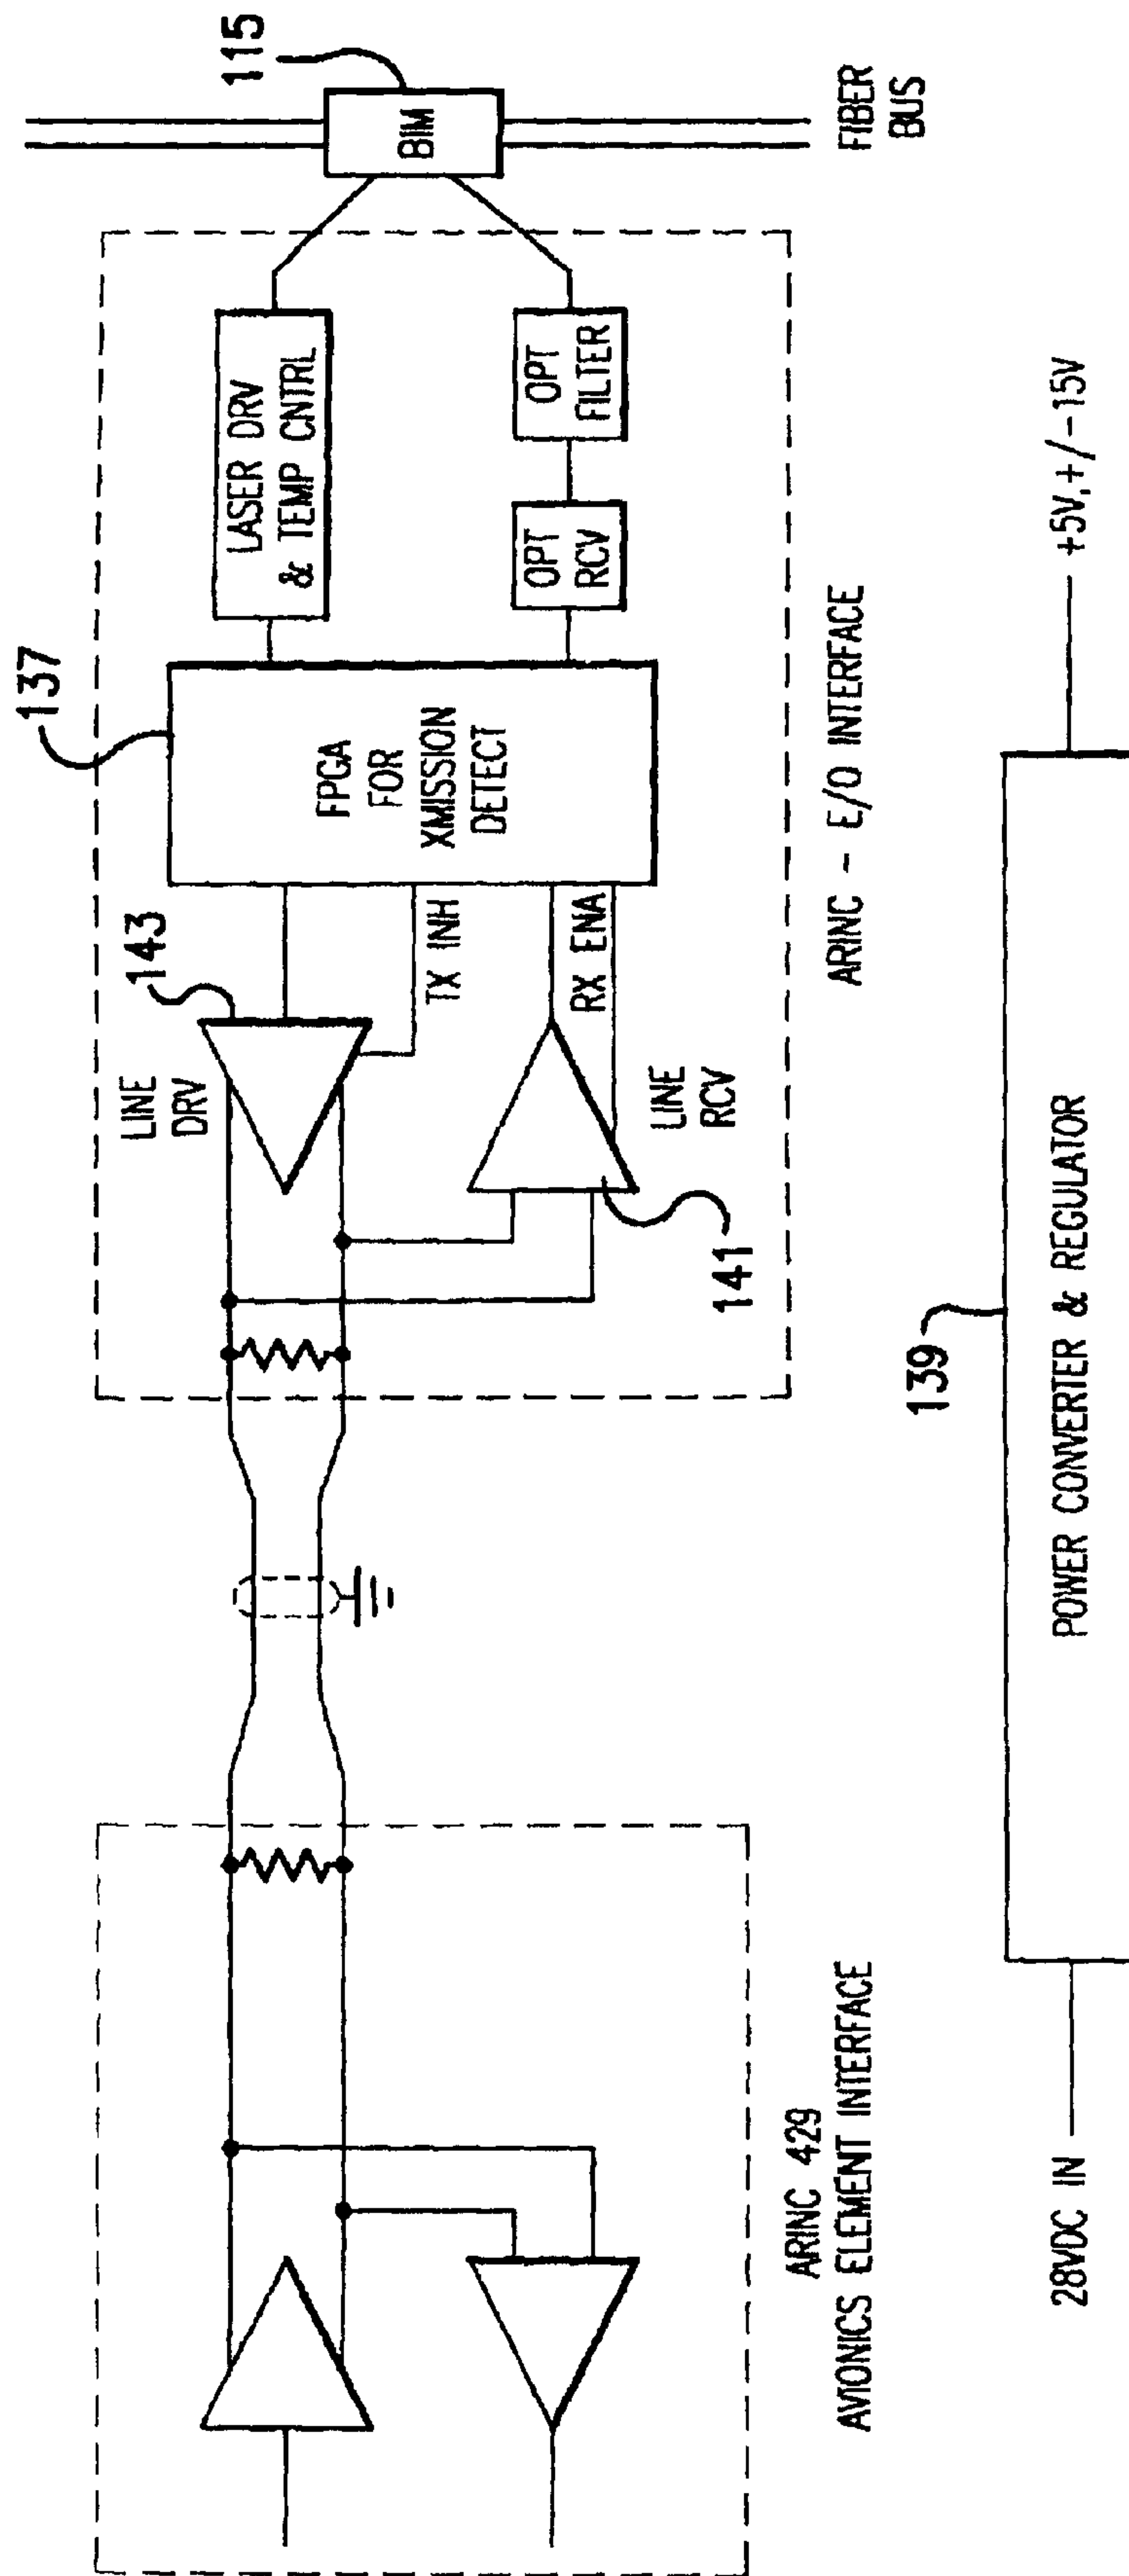 115
BIM
FIBER
BUS
137
LASER DRV
& TEMP CNTRL
OPT
FILTER
OPT
RCV
FPGA
FOR
XMISSION
DETECT
143
LINE
DRV
TX INH
RX ENA
LINE
RCV
141
ARINC - E/O INTERFACE
ARINC 429
AVIONICS ELEMENT INTERFACE
139
28VDC IN
POWER CONVERTER & REGULATOR
+5V,+/-15V